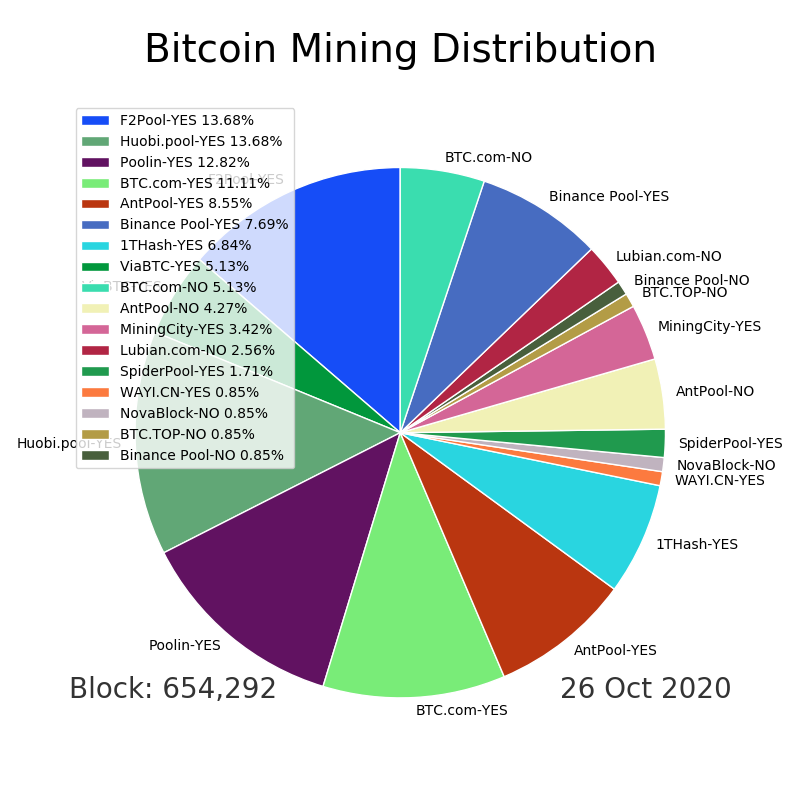 Bitcoin Mining Distribution
F2Pool-YES 13.68%
Huobi.pool-YES 13.68%
Poolin-YES 12.82%
BTC.com-YES 11.11%
AntPool-YES 8.55%
Binance Pool-YES 7.69%
1THash-YES 6.84%
ViaBTC-YES 5.13%
BTC.com-NO 5.13%
AntPool-NO 4.27%
MiningCity-YES 3.42%
Lubian.com-NO 2.56%
SpiderPool-YES 1.71%
WAYI.CN-YES 0.85%
NovaBlock-NO 0.85%
BTC.TOP-NO 0.85%
Binance Pool-NO 0.85%
BTC.com-NO
Binance Pool-YES
Lubian.com-NO
Binance Pool-NO
BTC.TOP-NO
MiningCity-YES
AntPool-NO
SpiderPool-YES
NovaBlock-NO
WAYI.CN-YES
1THash-YES
AntPool-YES
BTC.com-YES
Poolin-YES
Huobi.pool-YES
F2Pool-YES
Block: 654,292
26 Oct 2020